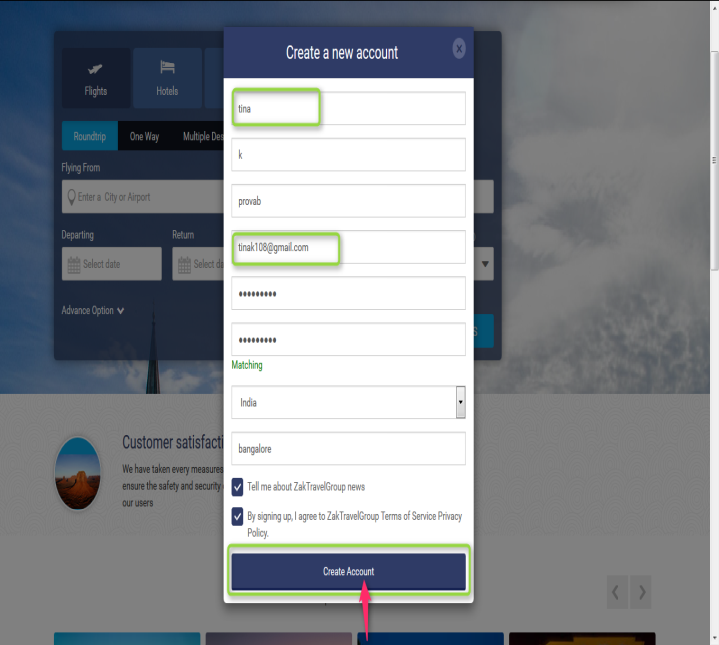 Create a new account
x
Flights
Hotels
tina
Roundtrip
One Way
Multiple Des
k
Flying From
Enter a City or Airport
provab
Departing
Return
tinak108@gmail.com
Select date
Select da
•••••••••
Advance Option
S
•••••••••
Matching
India
Customer satisfacti
bangalore
We have taken every measures
ensure the safety and security
our users
Tell me about ZakTravelGroup news
By signing up, I agree to ZakTravelGroup Terms of Service Privacy
Policy.
Create Account